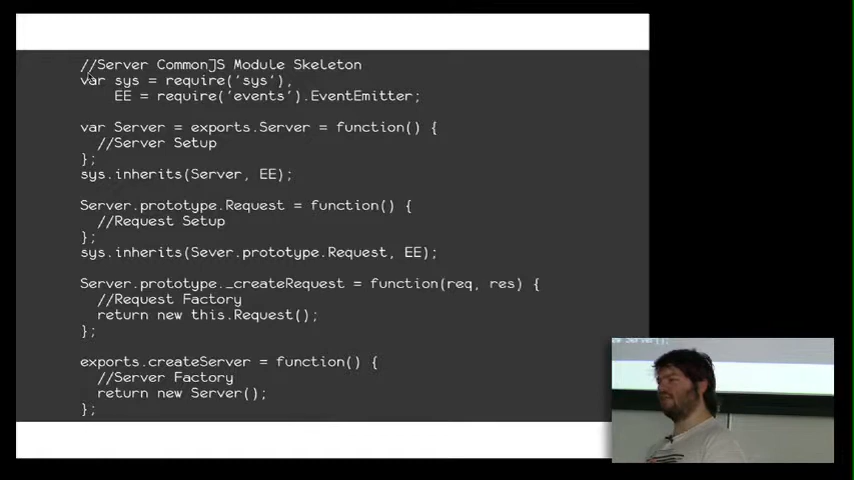 //Server CommonJS Module Skeleton
var sys = require('sys'),
EE = require('events').EventEmitter;
var Server = exports.Server = function() {
//Server Setup
};
sys.inherits(Server, EE);
Server.prototype.Request = function() {
//Request Setup
};
sys.inherits(Sever.prototype.Request, EE);
Server.prototype._createRequest = function(req, res) {
//Request Factory
return new this.Request();
};
exports.createServer = function() {
//Server Factory
return new Server();
};